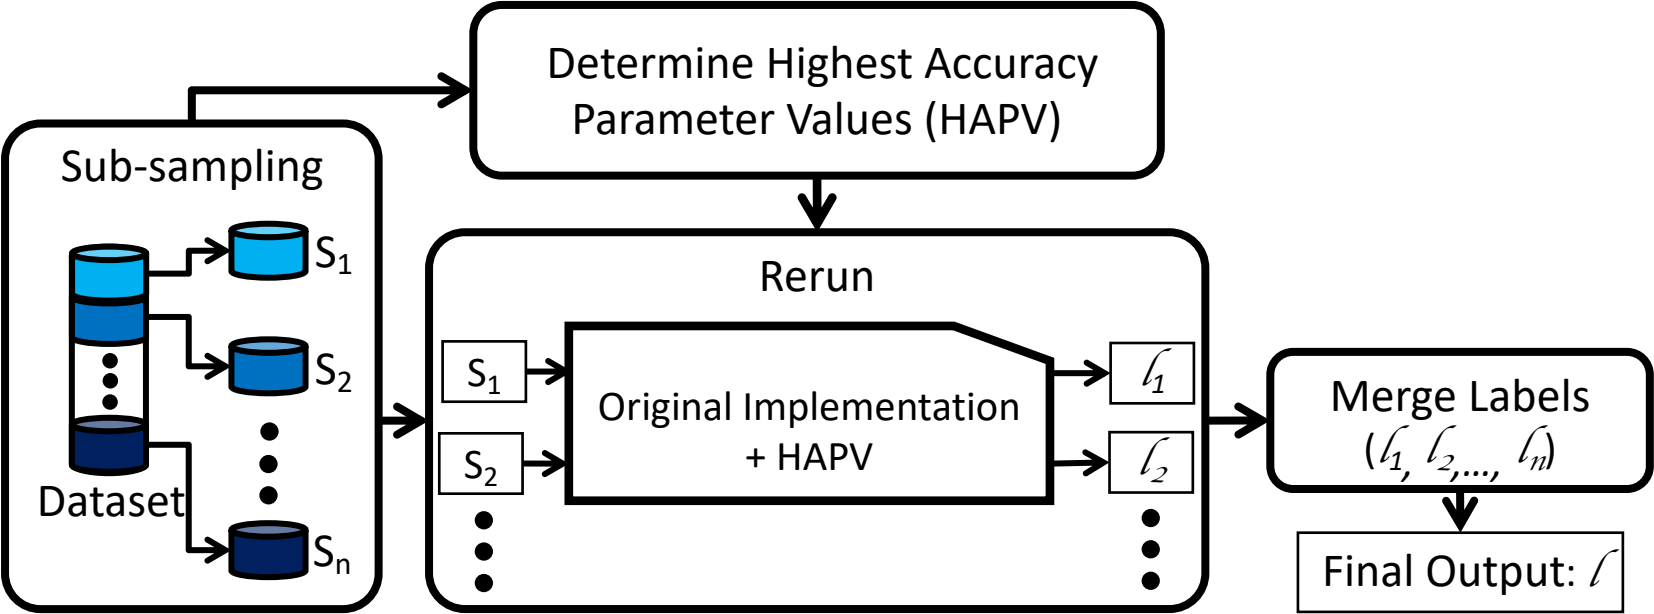 Determine Highest Accuracy
Parameter Values (HAPV)
Sub-sampling
S1
S2
Sn
Dataset
Rerun
S1
S2
Original Implementation
+ HAPV
l1
l2
Merge Labels
(l1, l2,..., ln)
Final Output: l